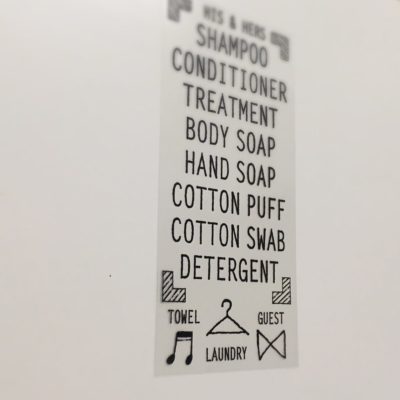 HIS & HERS
SHAMPOO
CONDITIONER
TREATMENT
BODY SOAP
HAND SOAP
COTTON PUFF
COTTON SWAB
DETERGENT
TOWEL
GUEST
LAUNDRY